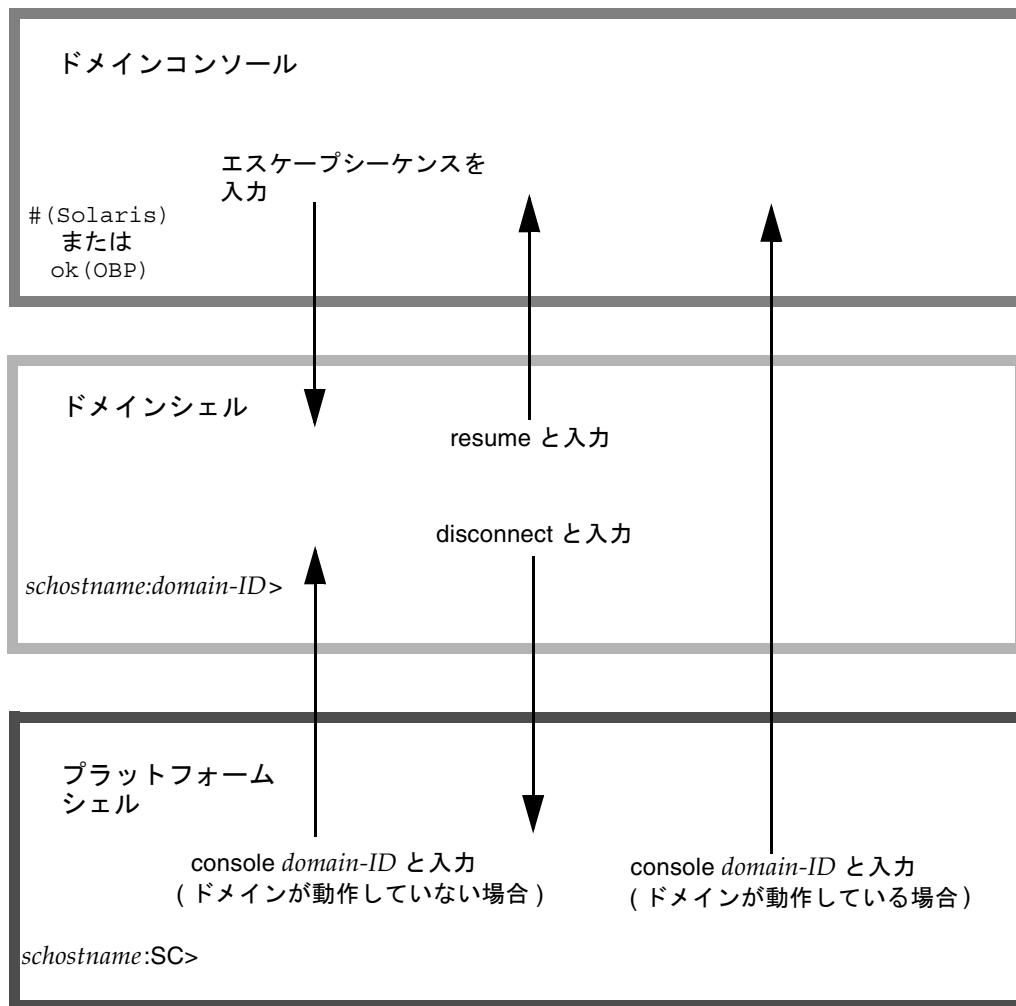 ドメインコンソール
エスケープシーケンスを
入力
#(Solaris)
または
ok(OBP)
ドメインシェル
resume と入力
disconnect と入力
schostname:domain-ID>
プラットフォーム
シェル
console domain-ID と入力
( ドメインが動作していない場合 )
console domain-ID と入力
( ドメインが動作している場合 )
schostname:SC>